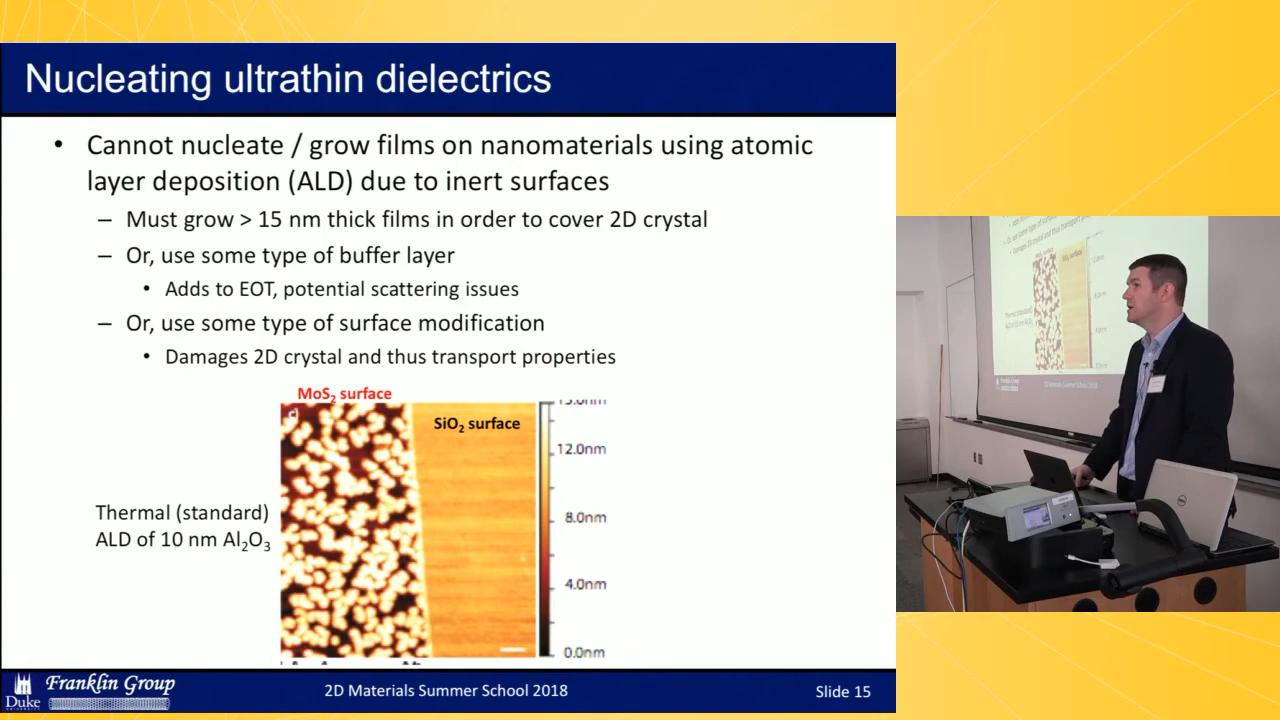 Nucleating ultrathin dielectrics
• Cannot nucleate / grow films on nanomaterials using atomic
layer deposition (ALD) due to inert surfaces
– Must grow > 15 nm thick films in order to cover 2D crystal
– Or, use some type of buffer layer
• Adds to EOT, potential scattering issues
– Or, use some type of surface modification
• Damages 2D crystal and thus transport properties
MoS₂ surface
SiO₂ surface
12.0nm
8.0nm
4.0nm
0.0nm
Thermal (standard)
ALD of 10 nm Al₂O₃
Duke
Franklin Group
2D Materials Summer School 2018
Slide 15